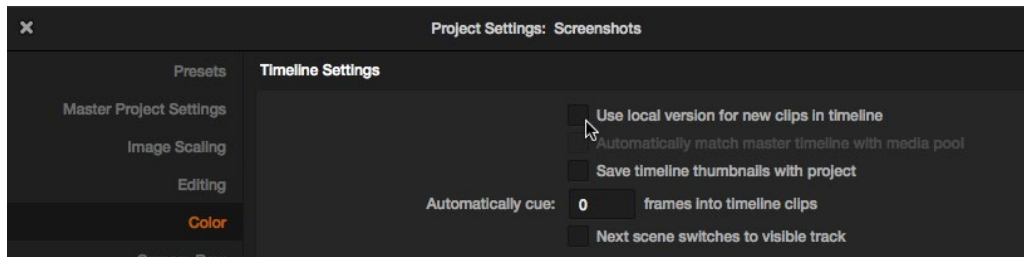 Project Settings: Screenshots
Presets
Timeline Settings
Master Project Settings
Use local version for new clips in timeline
Automatically match master timeline with media pool
Image Scaling
Save timeline thumbnails with project
Editing
Automatically cue: 0 frames into timeline clips
Color
Next scene switches to visible track